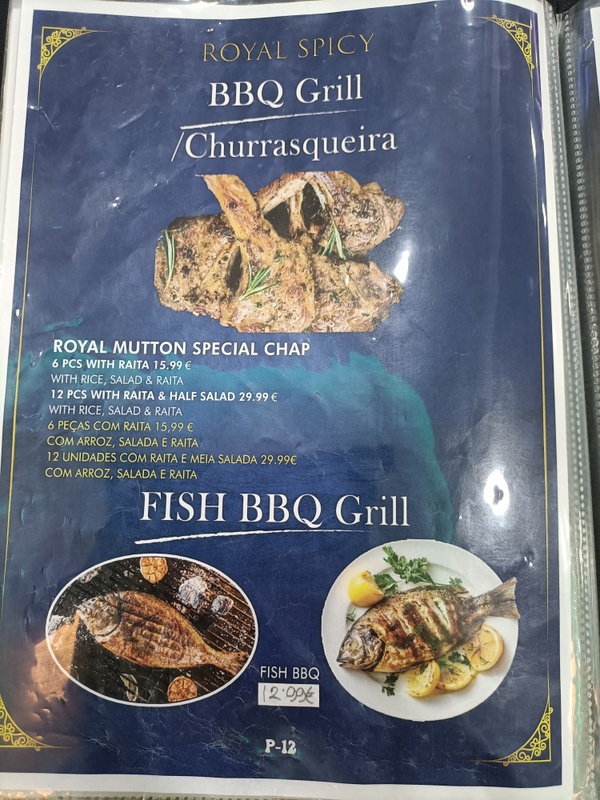 ROYAL SPICY
BBQ Grill
/Churrasqueira
ROYAL MUTTON SPECIAL CHAP
6 PCS WITH RAITA 15.99 €
WITH RICE, SALAD & RAITA
12 PCS WITH RAITA & HALF SALAD 29.99 €
WITH RICE, SALAD & RAITA
6 PEÇAS COM RAITA 15,99 €
COM ARROZ, SALADA E RAITA
12 UNIDADES COM RAITA E MEIA SALADA 29.99€
COM ARROZ, SALADA E RAITA
FISH BBQ Grill
FISH BBQ
12.99€
P-12